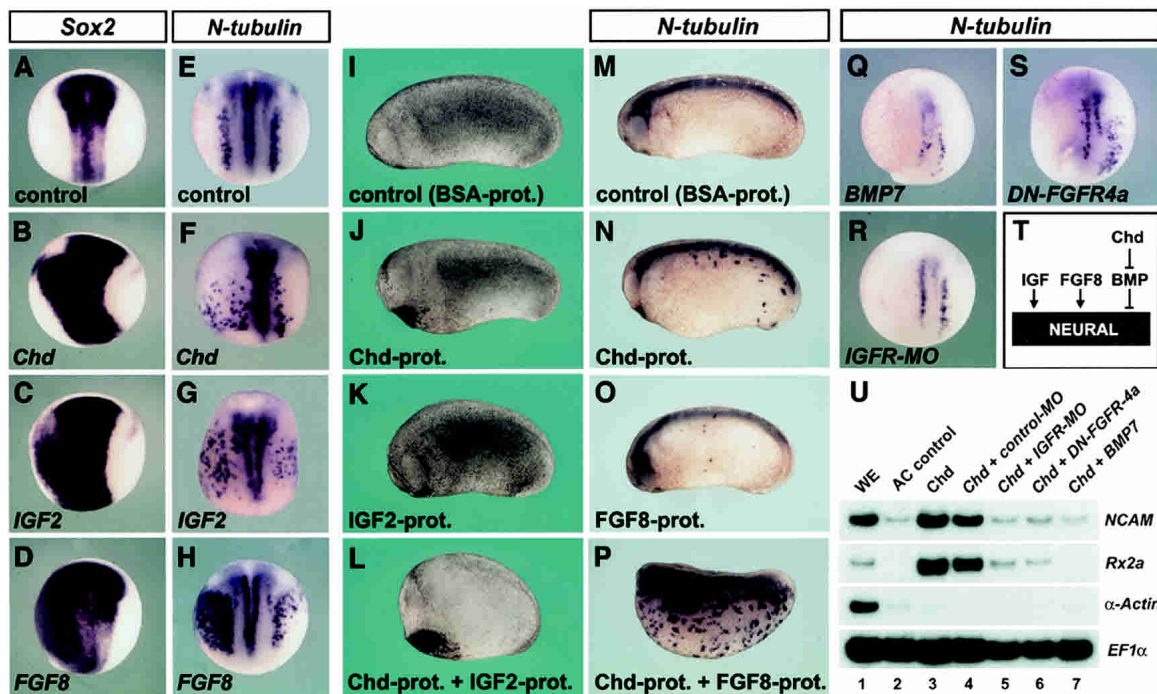 Sox2
N-tubulin
N-tubulin
N-tubulin
A
control
E
control
I
control (BSA-prot.)
M
control (BSA-prot.)
Q
BMP7
S
DN-FGFR4a
B
Chd
F
Chd
J
Chd-prot.
N
Chd-prot.
R
IGFR-MO
T
Chd
IGF FGF8 BMP
NEURAL
C
IGF2
G
IGF2
K
IGF2-prot.
O
FGF8-prot.
D
FGF8
H
FGF8
L
Chd-prot. + IGF2-prot.
P
Chd-prot. + FGF8-prot.
U
WE
AC control
Chd
Chd + control-MO
Chd + IGFR-MO
Chd + DN-FGFR-4a
Chd + BMP7
NCAM
Rx2a
α-Actin
EF1α
1 2 3 4 5 6 7